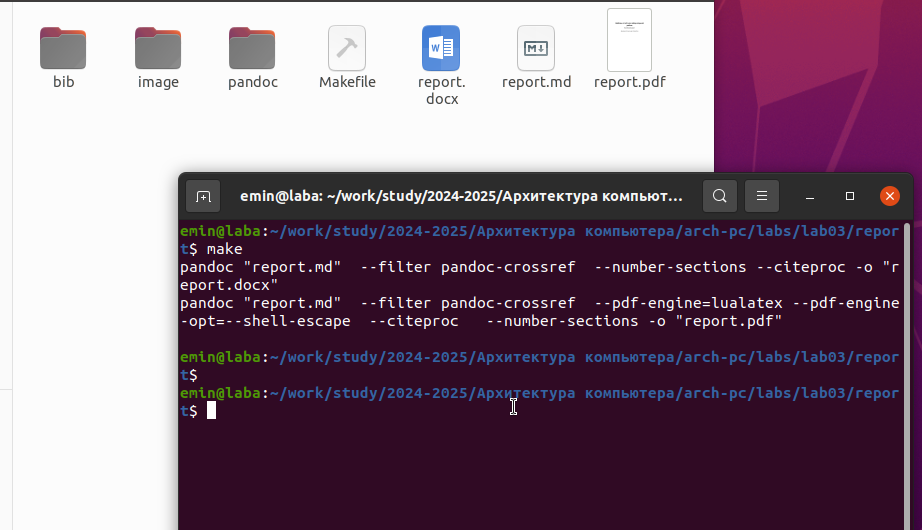 bib
image
pandoc
Makefile
report.
docx
report.md
report.pdf
W
M
emin@laba: ~/work/study/2024-2025/Архитектура компьют...
emin@laba:~/work/study/2024-2025/Архитектура компьютера/arch-pc/labs/lab03/repor
t$ make
pandoc "report.md"  --filter pandoc-crossref  --number-sections --citeproc -o "r
eport.docx"
pandoc "report.md"  --filter pandoc-crossref  --pdf-engine=lualatex --pdf-engine
-opt=--shell-escape  --citeproc   --number-sections -o "report.pdf"
emin@laba:~/work/study/2024-2025/Архитектура компьютера/arch-pc/labs/lab03/repor
t$
emin@laba:~/work/study/2024-2025/Архитектура компьютера/arch-pc/labs/lab03/repor
t$